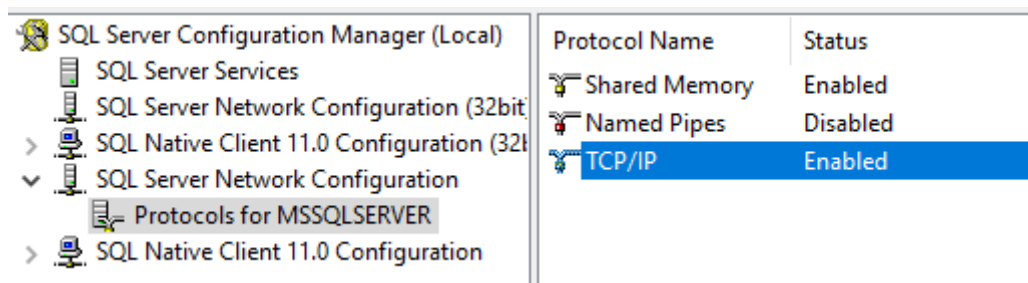 SQL Server Configuration Manager (Local)
SQL Server Services
SQL Server Network Configuration (32bit
SQL Native Client 11.0 Configuration (32
SQL Server Network Configuration
Protocols for MSSQLSERVER
SQL Native Client 11.0 Configuration
Protocol Name Status
Shared Memory Enabled
Named Pipes Disabled
TCP/IP Enabled